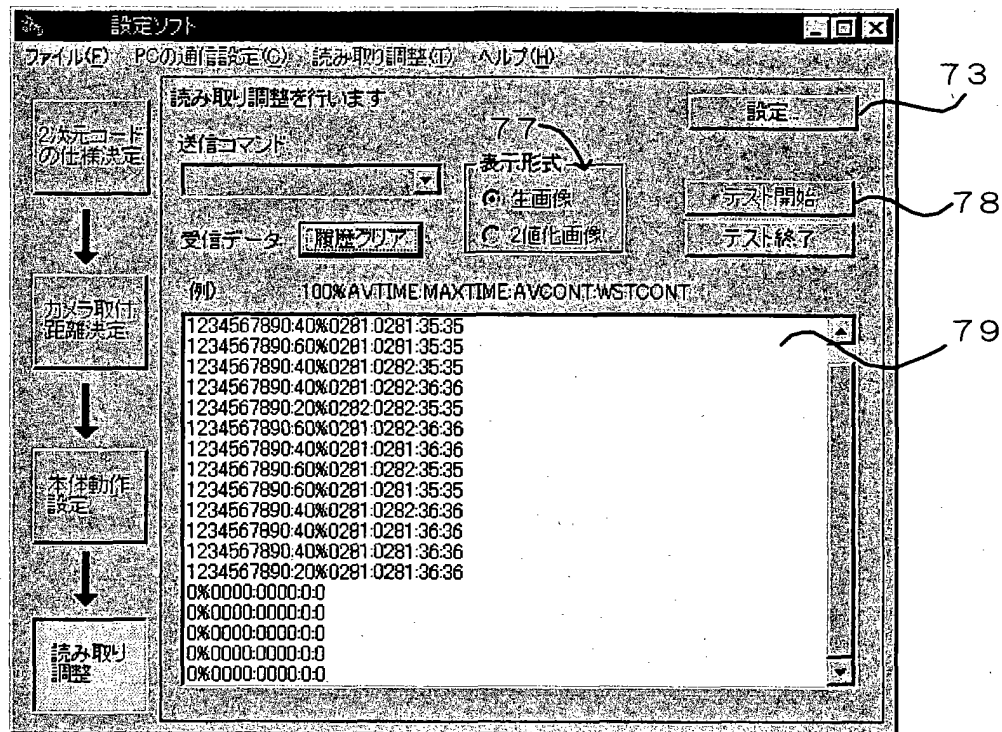 設定ソフト
ファイル(F) PCの通信設定(C) 読み取り調整(T) ヘルプ(H)
2次元コード
の仕様決定
カメラ取付
距離決定
本体動作
設定
読み取り
調整
読み取り調整を行います
設定...
73
送信コマンド
77
表示形式
生画像
2値化画像
テスト開始
78
テスト終了
受信データ
履歴クリア
例) 100%AVTIME:MAXTIME:AVCONT:WSTCONT
79
1234567890:40%0281:0281:35:35
1234567890:60%0281:0281:35:35
1234567890:40%0281:0282:35:35
1234567890:40%0281:0282:36:36
1234567890:20%0282:0282:35:35
1234567890:60%0281:0282:36:36
1234567890:40%0281:0281:36:36
1234567890:60%0281:0282:35:35
1234567890:60%0281:0281:35:35
1234567890:40%0281:0282:36:36
1234567890:40%0281:0281:36:36
1234567890:40%0281:0281:36:36
1234567890:20%0281:0281:36:36
0%0000:0000:0:0
0%0000:0000:0:0
0%0000:0000:0:0
0%0000:0000:0:0
0%0000:0000:0:0